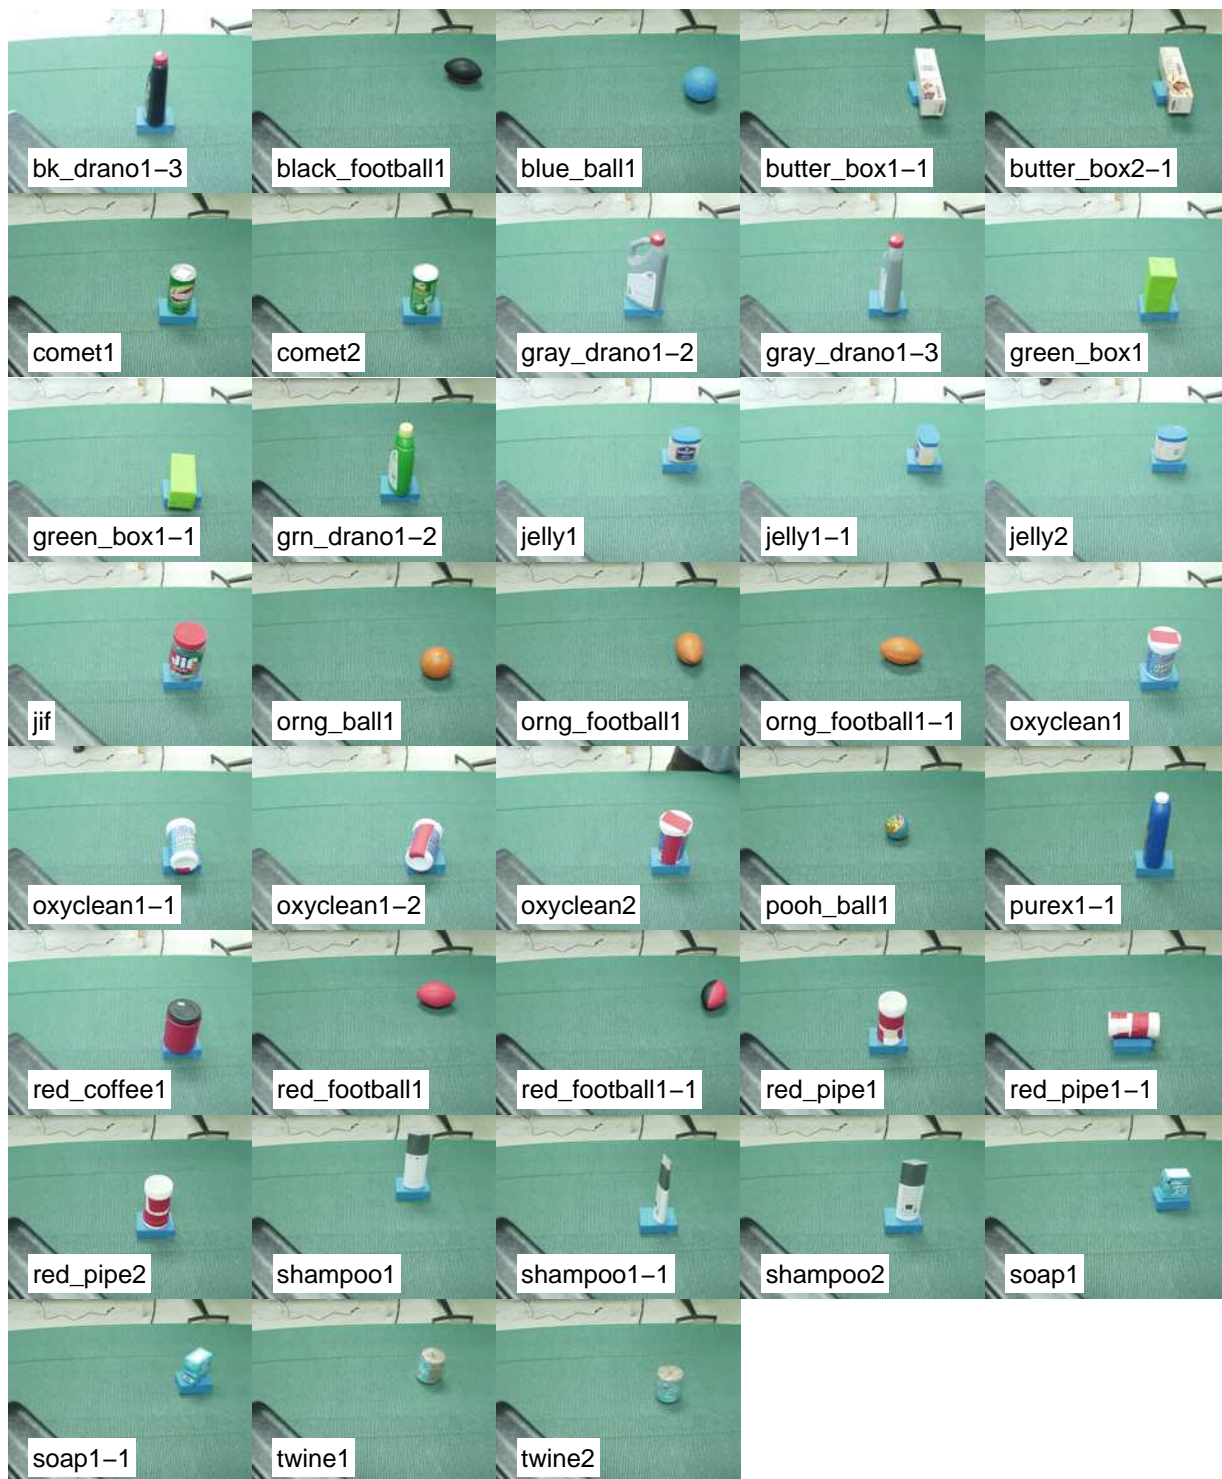 bk_drano1−3
black_football1
blue_ball1
butter_box1−1
butter_box2−1
comet1
comet2
gray_drano1−2
gray_drano1−3
green_box1
green_box1−1
grn_drano1−2
jelly1
jelly1−1
jelly2
JIF
jif
orng_ball1
orng_football1
orng_football1−1
oxyclean1
oxyclean1−1
oxyclean1−2
oxyclean2
pooh_ball1
purex1−1
red_coffee1
red_football1
red_football1−1
red_pipe1
red_pipe1−1
red_pipe2
shampoo1
shampoo1−1
shampoo2
soap1
soap1−1
twine1
twine2